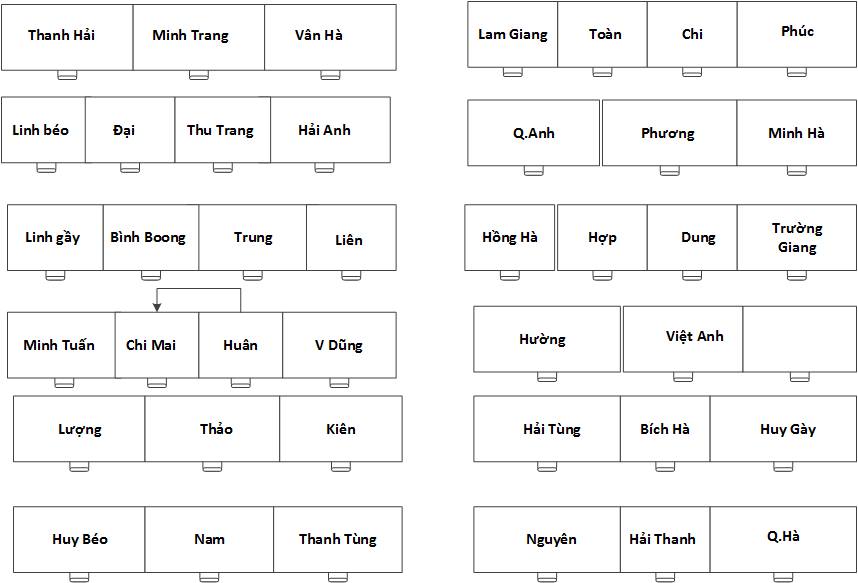 Thanh Hải Minh Trang Vân Hà
Lam Giang Toàn Chi Phúc
Linh béo Đại Thu Trang Hải Anh
Q.Anh Phương Minh Hà
Linh gầy Bình Boong Trung Liên
Hồng Hà Hợp Dung Trường
Giang
Minh Tuấn Chi Mai Huân V Dũng
Hường Việt Anh
Lượng Thảo Kiên
Hải Tùng Bích Hà Huy Gày
Huy Béo Nam Thanh Tùng
Nguyên Hải Thanh Q.Hà